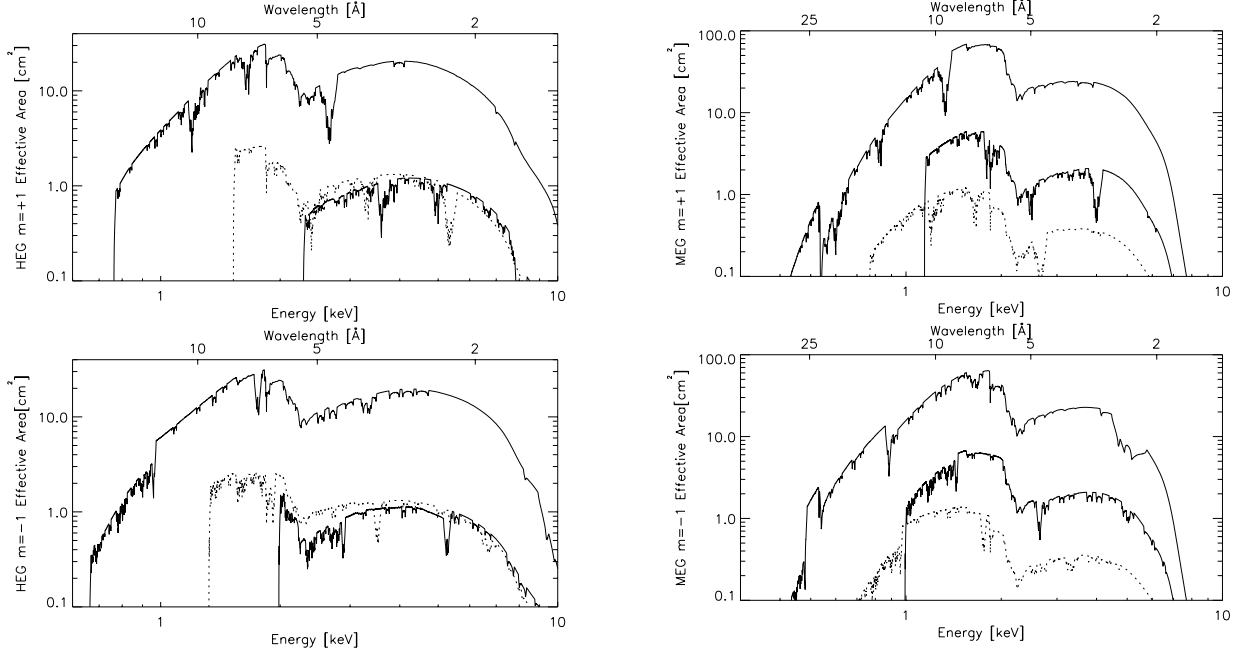 Wavelength [Å]
10 5 2
HEG m=+1 Effective Area [cm²]
10.0
1.0
0.1
1 10
Energy [keV]
Wavelength [Å]
25 10 5 2
MEG m=+1 Effective Area [cm²]
100.0
10.0
1.0
0.1
1 10
Energy [keV]
Wavelength [Å]
10 5 2
HEG m=−1 Effective Area[cm²]
10.0
1.0
0.1
1 10
Energy [keV]
Wavelength [Å]
25 10 5 2
MEG m=−1 Effective Area[cm²]
100.0
10.0
1.0
0.1
1 10
Energy [keV]